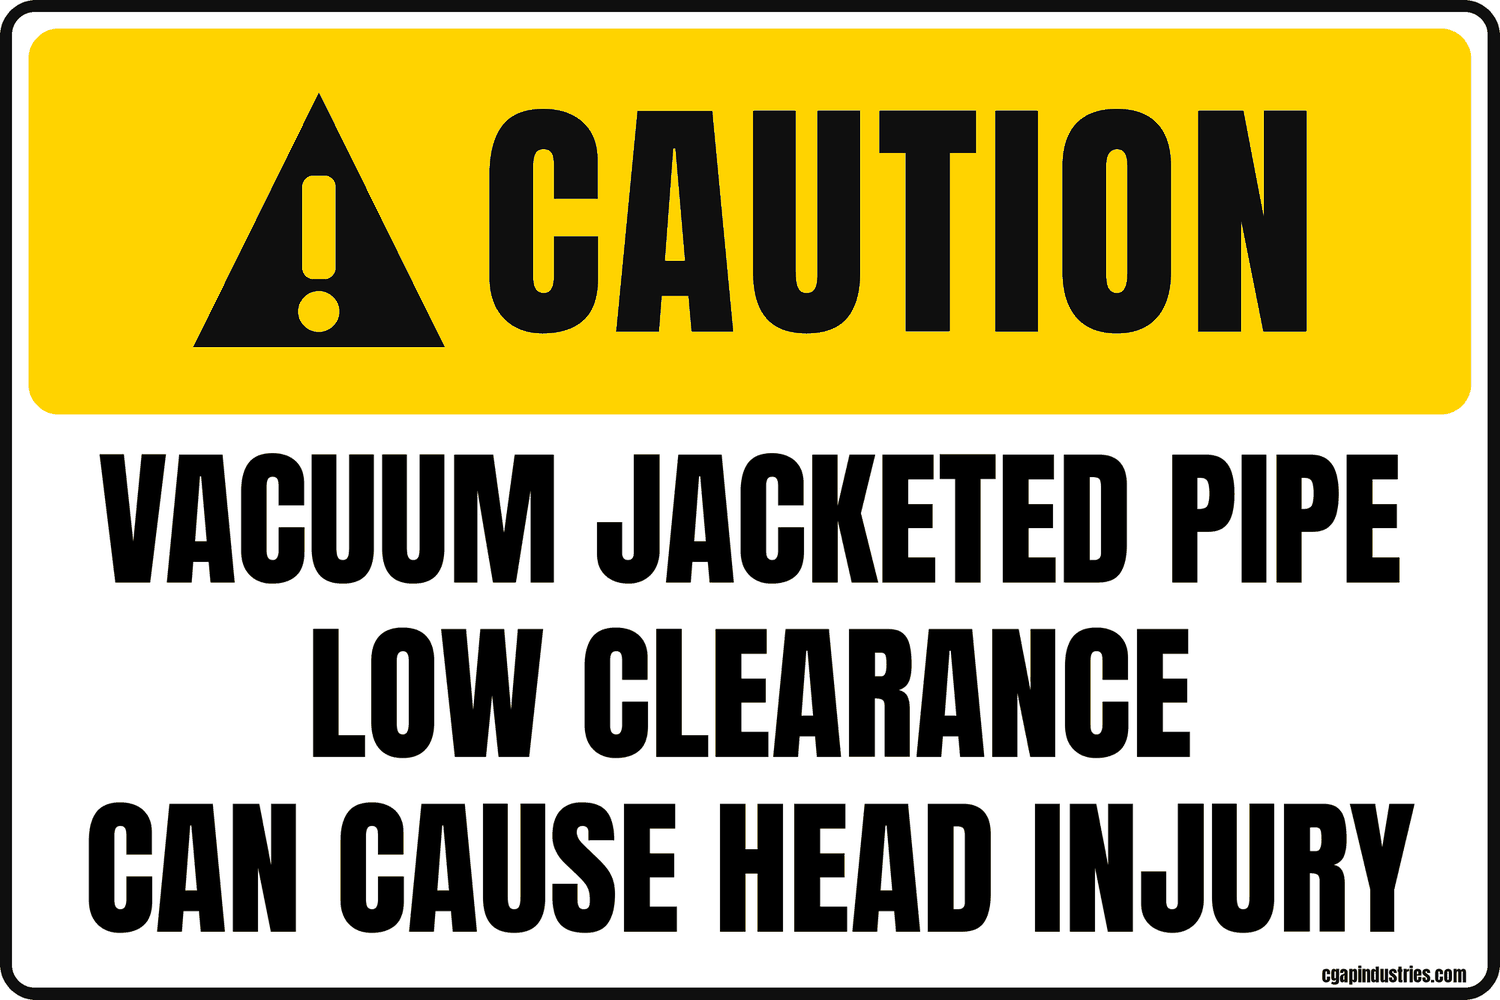 CAUTION
VACUUM JACKETED PIPE
LOW CLEARANCE
CAN CAUSE HEAD INJURY
cgapindustries.com